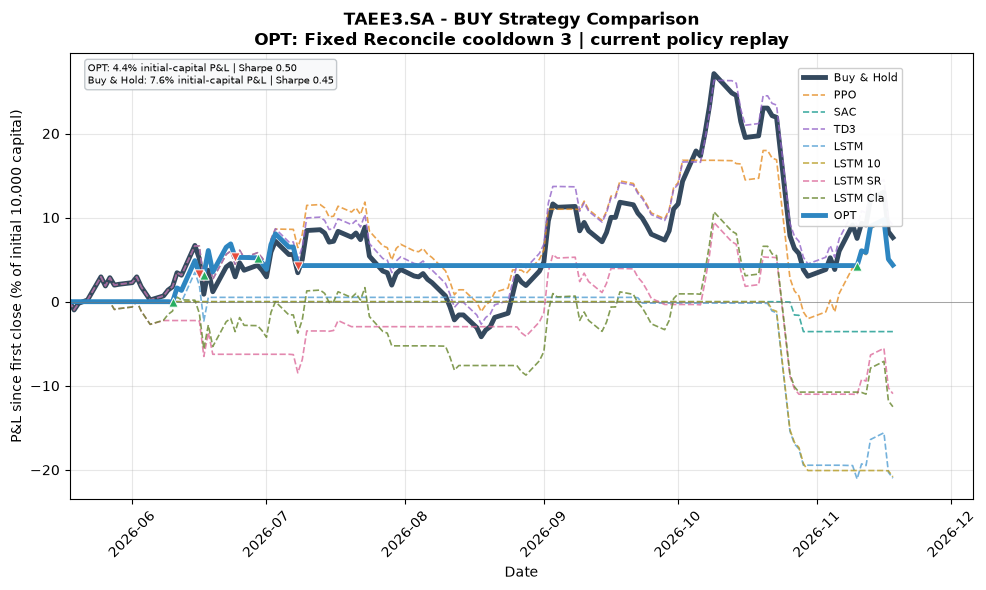 TAEE3.SA - BUY Strategy Comparison
OPT: Fixed Reconcile cooldown 3 | current policy replay
OPT: 4.4% initial-capital P&L | Sharpe 0.50
Buy & Hold: 7.6% initial-capital P&L | Sharpe 0.45
Buy & Hold
PPO
SAC
TD3
LSTM
LSTM 10
LSTM SR
LSTM Cla
OPT
P&L since first close (% of initial 10,000 capital)
20
10
0
−10
−20
2026-06
2026-07
2026-08
2026-09
2026-10
2026-11
2026-12
Date